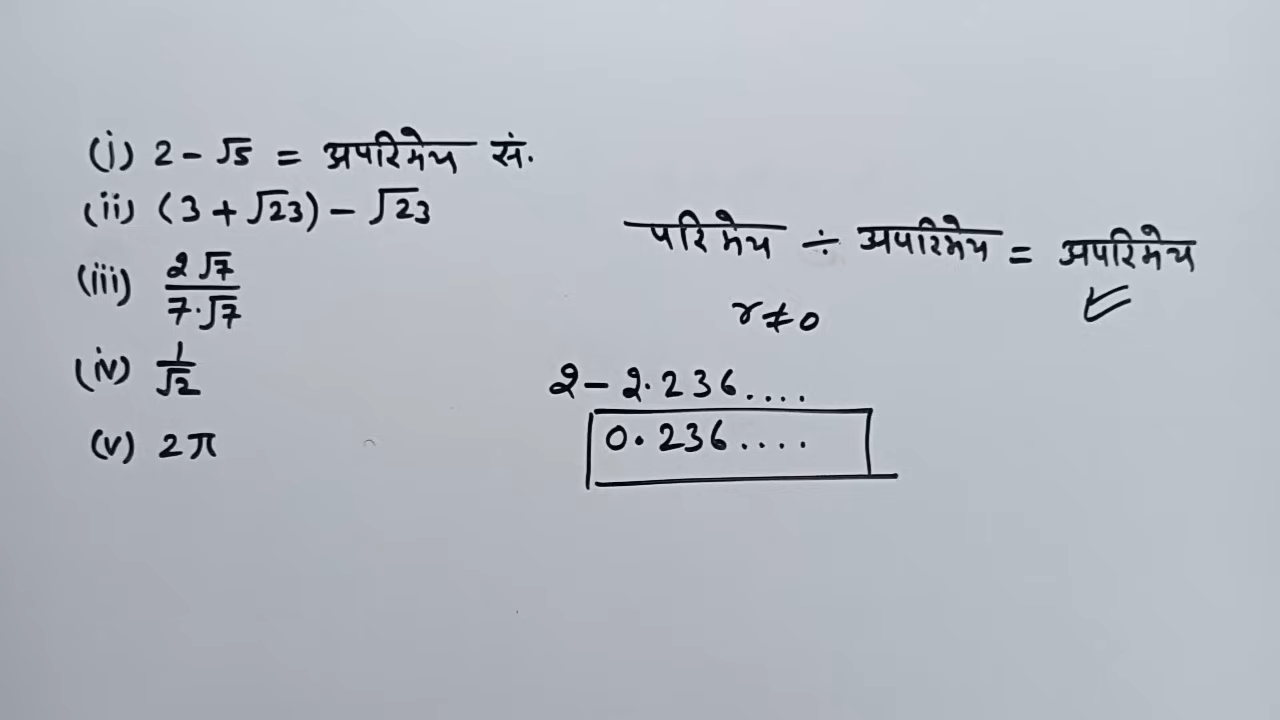 (i) 2 - √5 = अपरिमेय सं.
(ii) (3 + √23) - √23
(iii) 2√7 / 7·√7
(iv) 1/√2
(v) 2π
परिमेय ÷ अपरिमेय = अपरिमेय
r ≠ 0
2 - 2.236....
0.236....